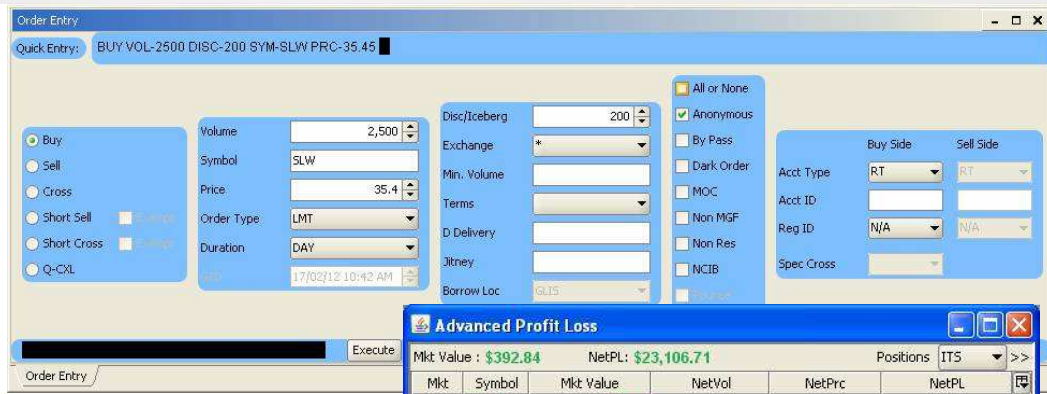 Order Entry
Quick Entry: BUY VOL-2500 DISC-200 SYM-SLW PRC-35.45
Buy
Sell
Cross
Short Sell Exempt
Short Cross Exempt
Q-CXL
Volume 2,500
Symbol SLW
Price 35.4
Order Type LMT
Duration DAY
GTD 17/02/12 10:42 AM
Disc/Iceberg 200
Exchange *
Min. Volume
Terms
D Delivery
Jitney
Borrow Loc GLIS
All or None
Anonymous
By Pass
Dark Order
MOC
Non MGF
Non Res
NCIB
Buy Side Sell Side
Acct Type RT RT
Acct ID
Reg ID N/A N/A
Spec Cross
Execute
Order Entry
Advanced Profit Loss
Mkt Value : $392.84 NetPL: $23,106.71 Positions ITS >>
Mkt Symbol Mkt Value NetVol NetPrc NetPL